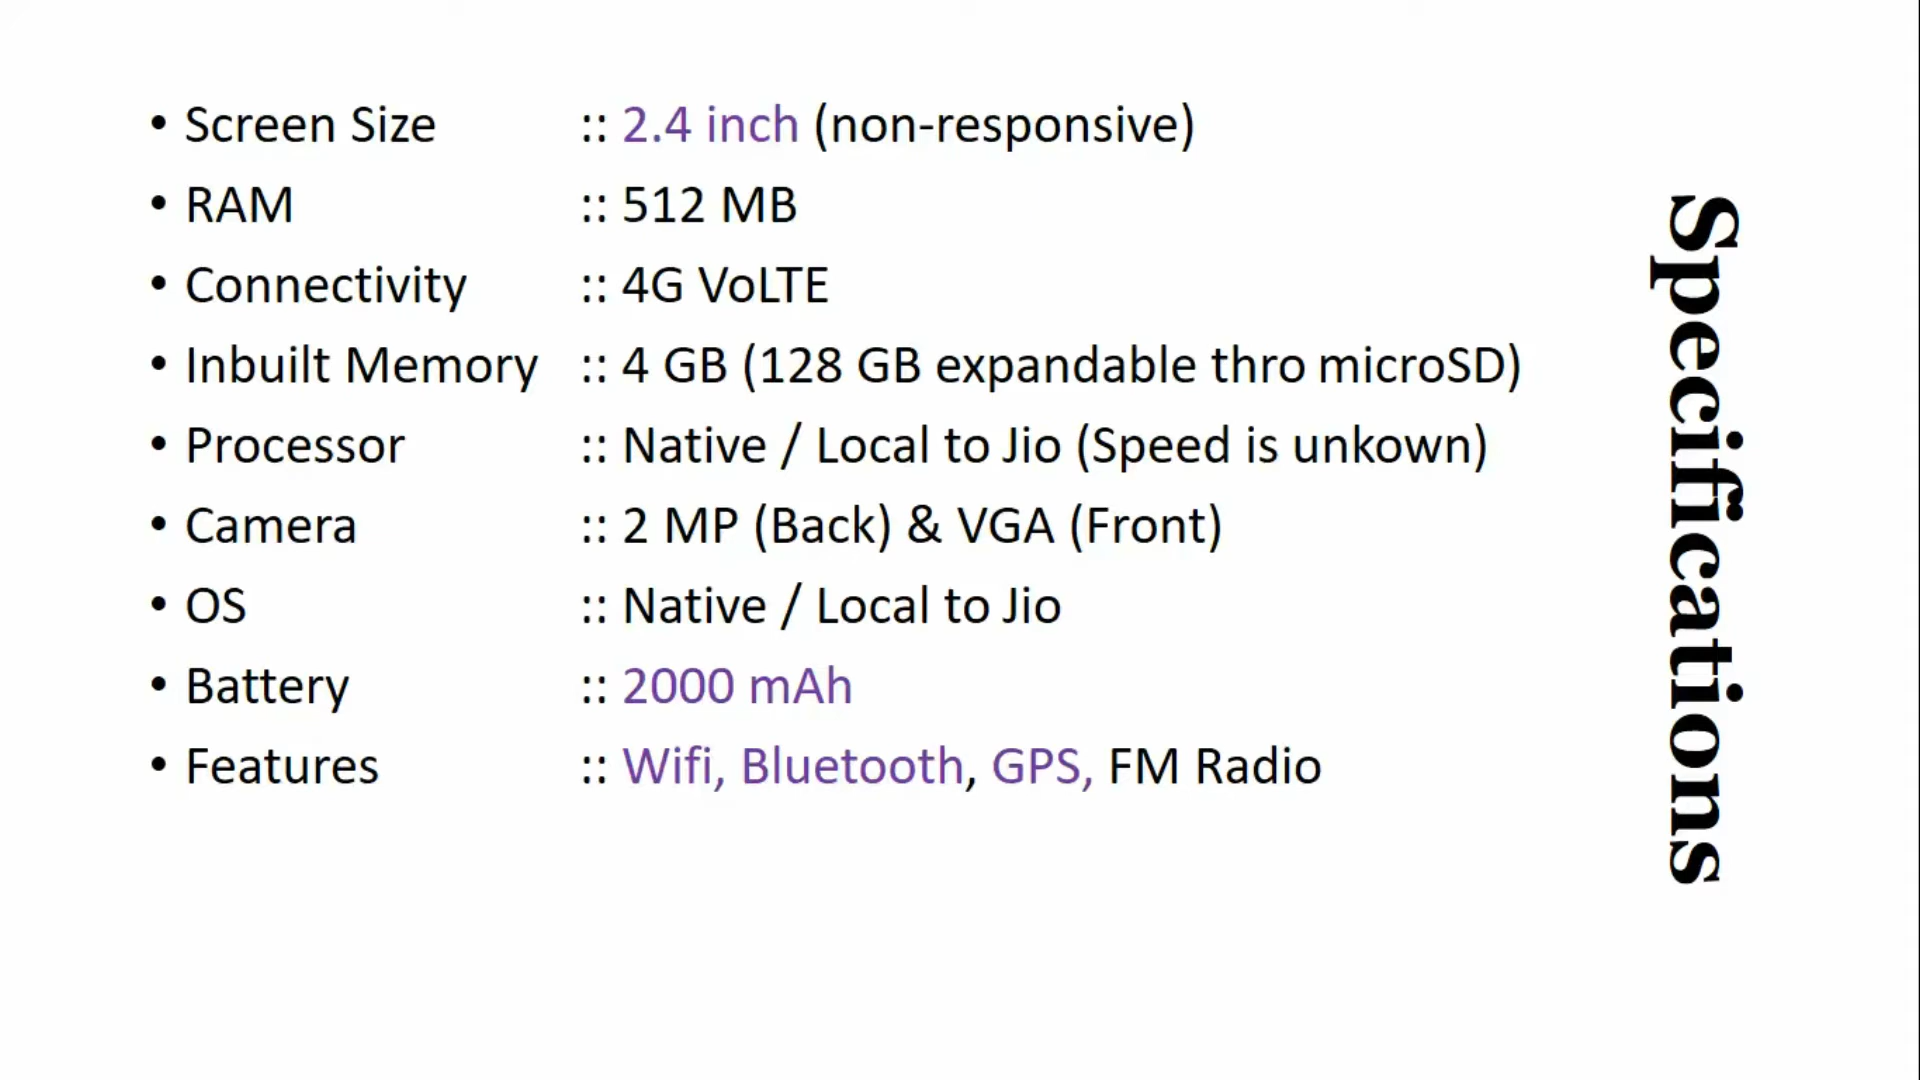 • Screen Size :: 2.4 inch (non-responsive)
• RAM :: 512 MB
• Connectivity :: 4G VoLTE
• Inbuilt Memory :: 4 GB (128 GB expandable thro microSD)
• Processor :: Native / Local to Jio (Speed is unkown)
• Camera :: 2 MP (Back) & VGA (Front)
• OS :: Native / Local to Jio
• Battery :: 2000 mAh
• Features :: Wifi, Bluetooth, GPS, FM Radio
Specifications